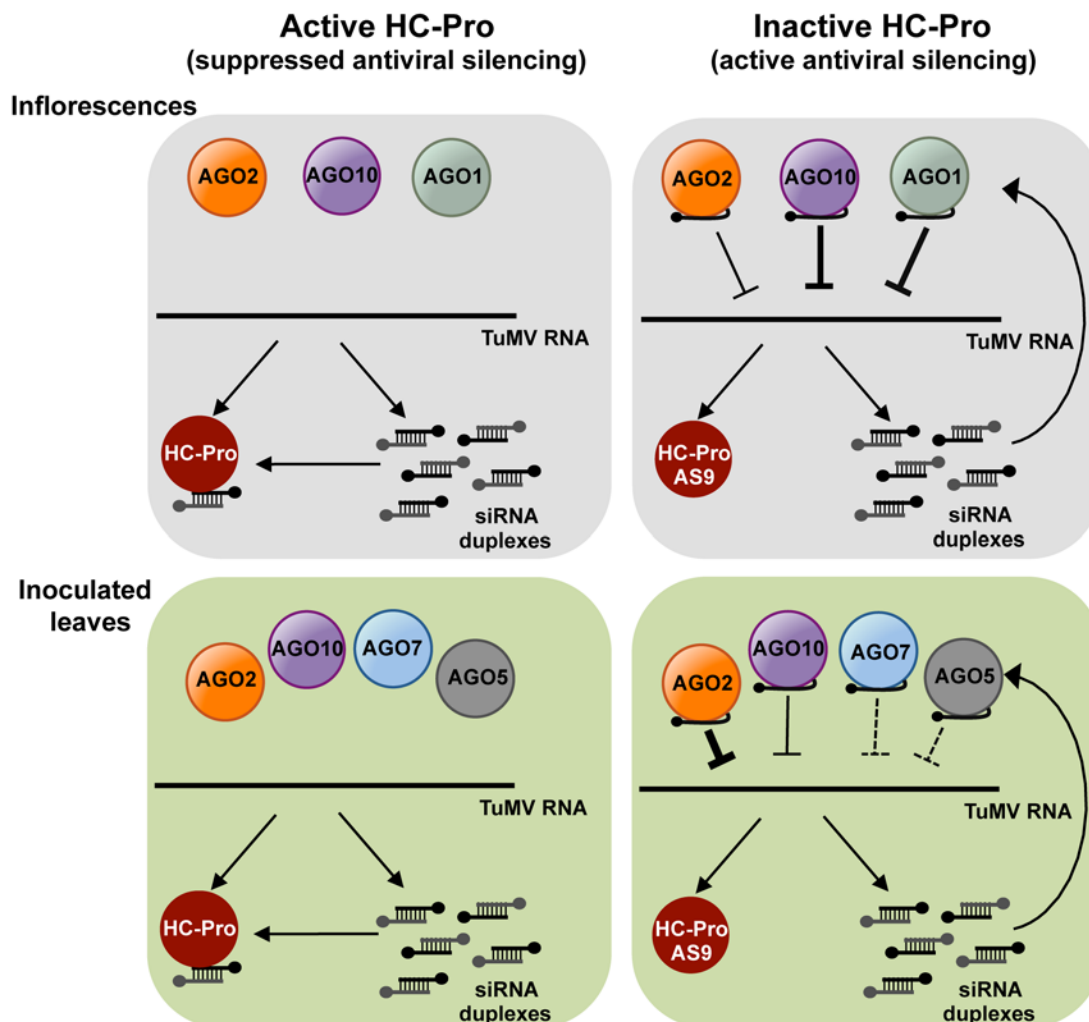 Active HC-Pro
(suppressed antiviral silencing)
Inactive HC-Pro
(active antiviral silencing)
Inflorescences
AGO2
AGO10
AGO1
TuMV RNA
HC-Pro
siRNA
duplexes
AGO2
AGO10
AGO1
TuMV RNA
HC-Pro
AS9
siRNA
duplexes
Inoculated
leaves
AGO2
AGO10
AGO7
AGO5
TuMV RNA
HC-Pro
siRNA
duplexes
AGO2
AGO10
AGO7
AGO5
TuMV RNA
HC-Pro
AS9
siRNA
duplexes